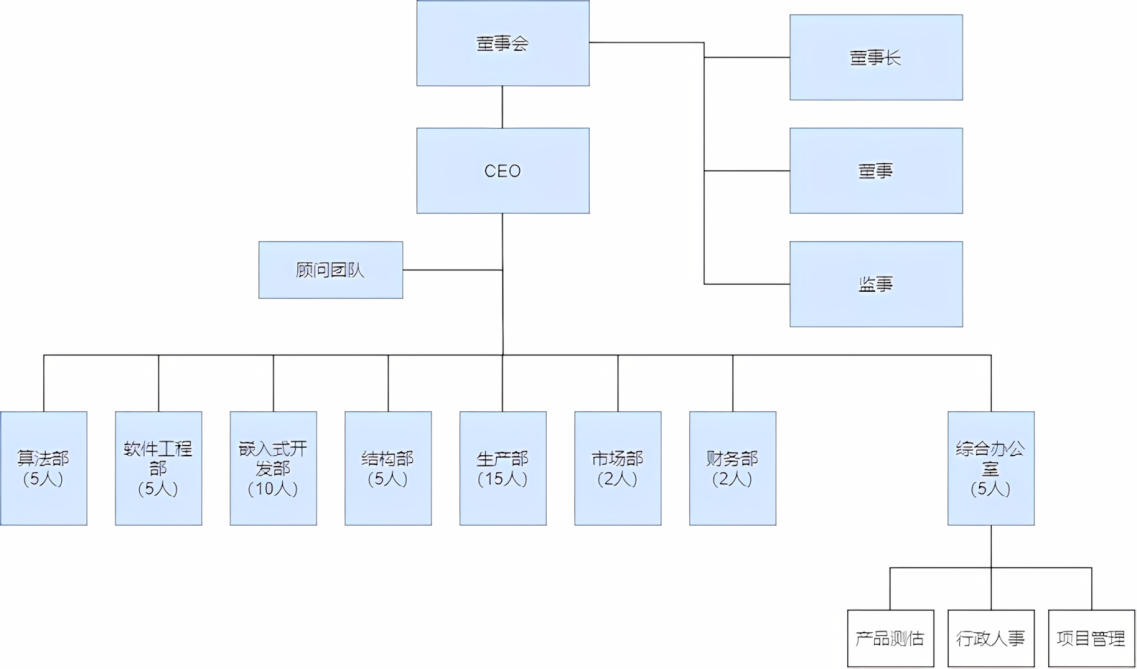 董事会
董事长
CEO
董事
顾问团队
监事
算法部
(5人)
软件工程
部
(5人)
嵌入式开
发部
(10人)
结构部
(5人)
生产部
(15人)
市场部
(2人)
财务部
(2人)
综合办公
室
(5人)
产品测估
行政人事
项目管理